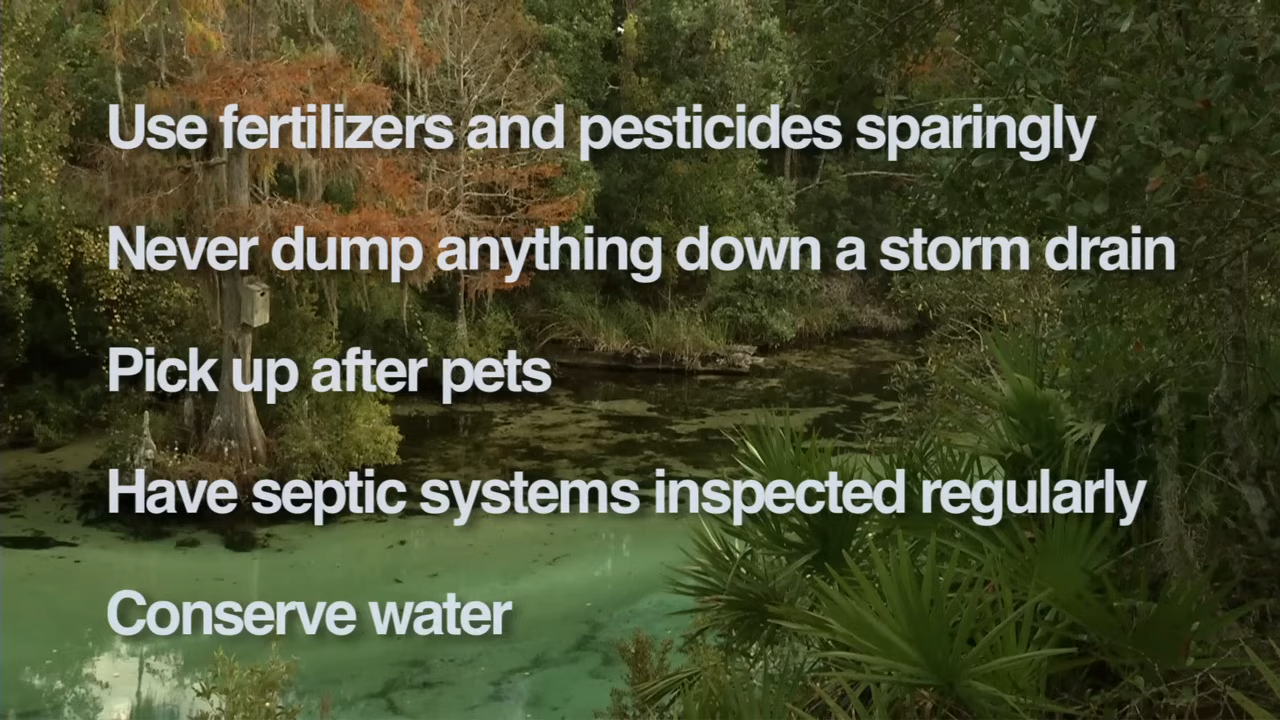 Use fertilizers and pesticides sparingly
Never dump anything down a storm drain
Pick up after pets
Have septic systems inspected regularly
Conserve water